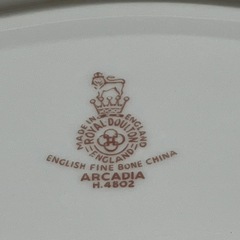 MADE IN ENGLAND
ROYAL DOULTON
ENGLAND
ENGLISH FINE BONE CHINA
ARCADIA
H.4802